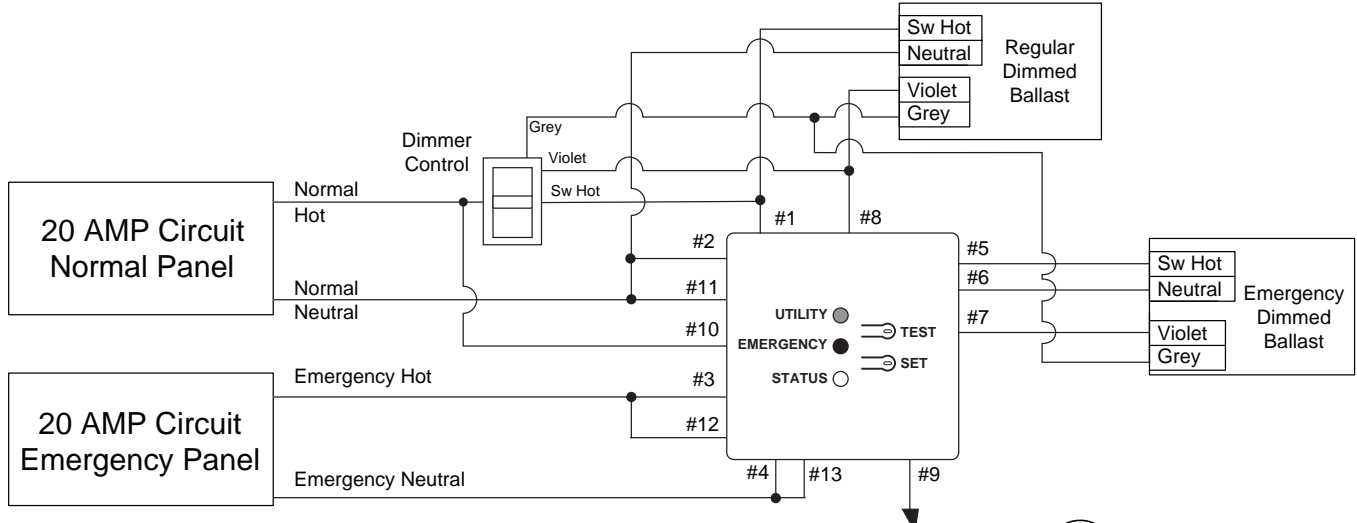 Sw Hot
Neutral
Violet
Grey
Regular
Dimmed
Ballast
Dimmer
Control
Grey
Violet
Sw Hot
20 AMP Circuit
Normal Panel
Normal
Hot
Normal
Neutral
#1
#8
#2
#11
#10
#3
#12
#4
#13
#9
#5
#6
#7
UTILITY
EMERGENCY
STATUS
TEST
SET
Sw Hot
Neutral
Violet
Grey
Emergency
Dimmed
Ballast
20 AMP Circuit
Emergency Panel
Emergency Hot
Emergency Neutral